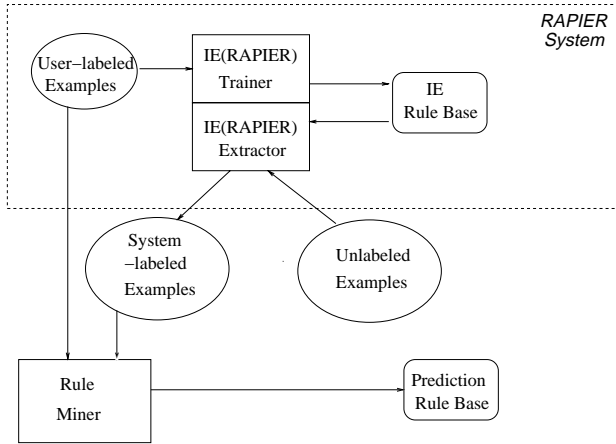 RAPIER
System
User–labeled
Examples
IE(RAPIER)
Trainer
IE
Rule Base
IE(RAPIER)
Extractor
System
–labeled
Examples
Unlabeled
Examples
Rule
Miner
Prediction
Rule Base